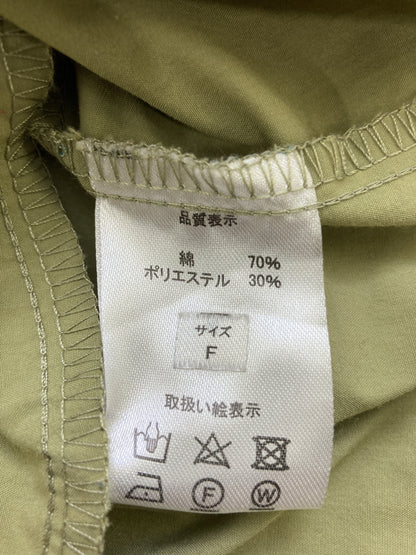 品質表示
綿 70%
ポリエステル 30%
サイズ
F
取扱い絵表示
F W